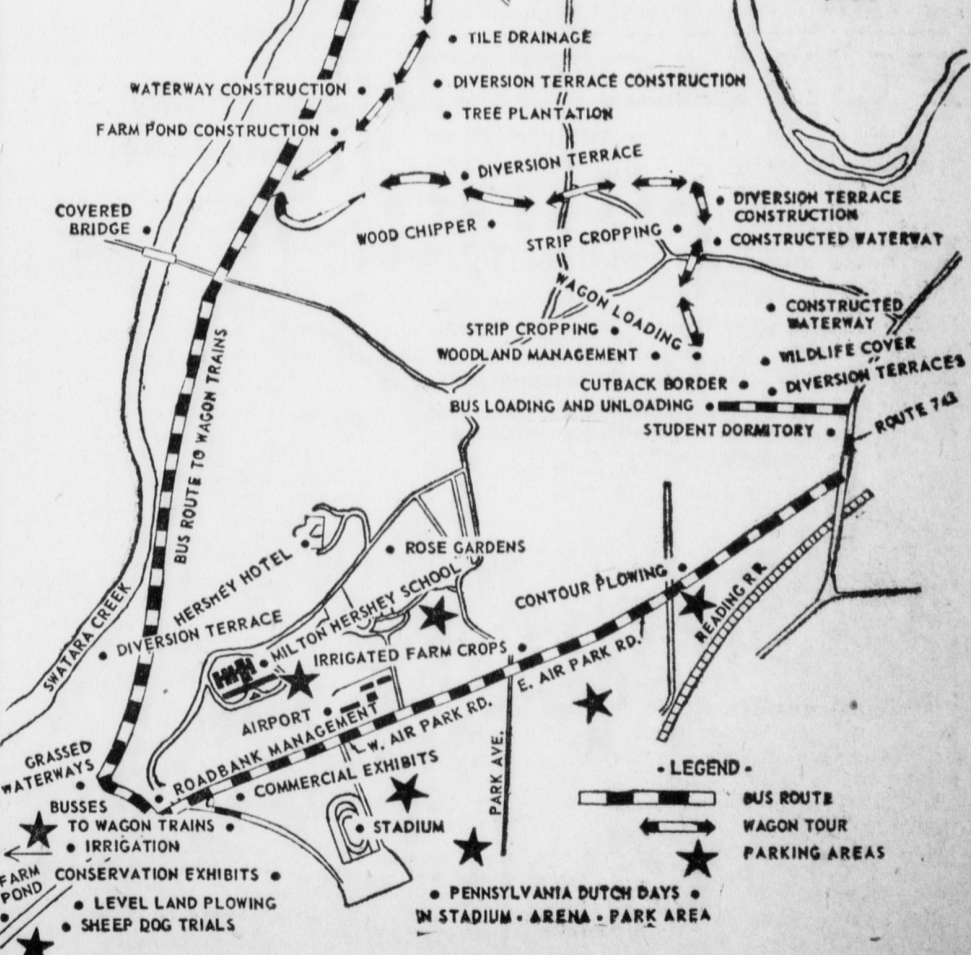 TILE DRAINAGE
WATERWAY CONSTRUCTION
DIVERSION TERRACE CONSTRUCTION
TREE PLANTATION
FARM POND CONSTRUCTION
DIVERSION TERRACE
DIVERSION TERRACE
CONSTRUCTION
COVERED
BRIDGE
WOOD CHIPPER
STRIP CROPPING
CONSTRUCTED WATERWAY
WAGON LOADING
CONSTRUCTED
WATERWAY
STRIP CROPPING
WOODLAND MANAGEMENT
WILDLIFE COVER
CUTBACK BORDER
DIVERSION TERRACES
BUS LOADING AND UNLOADING
STUDENT DORMITORY
ROUTE 743
BUS ROUTE TO WAGON TRAINS
HERSHEY HOTEL
ROSE GARDENS
CONTOUR PLOWING
READING R.R
SWATARA CREEK
DIVERSION TERRACE
MILTON HERSHEY SCHOOL
IRRIGATED FARM CROPS
E. AIR PARK RD.
AIRPORT
ROADBANK MANAGEMENT
W. AIR PARK RD.
PARK AVE.
GRASSED
WATERWAYS
COMMERCIAL EXHIBITS
BUSSES
TO WAGON TRAINS
STADIUM
IRRIGATION
FARM
POND
CONSERVATION EXHIBITS
LEVEL LAND PLOWING
SHEEP DOG TRIALS
• LEGEND •
BUS ROUTE
WAGON TOUR
PARKING AREAS
• PENNSYLVANIA DUTCH DAYS •
IN STADIUM • ARENA • PARK AREA